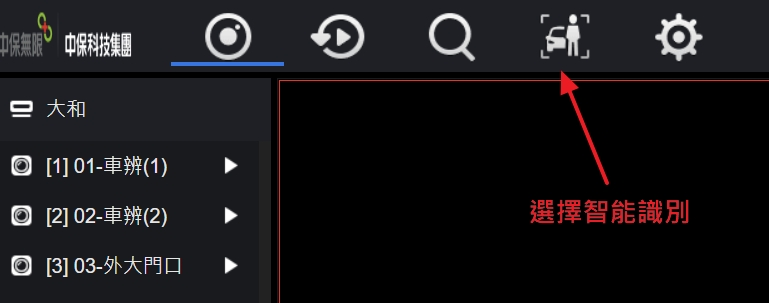 中保無限 中保科技集團
大和
[1] 01-車辨(1)
[2] 02-車辨(2)
[3] 03-外大門口
選擇智能識別